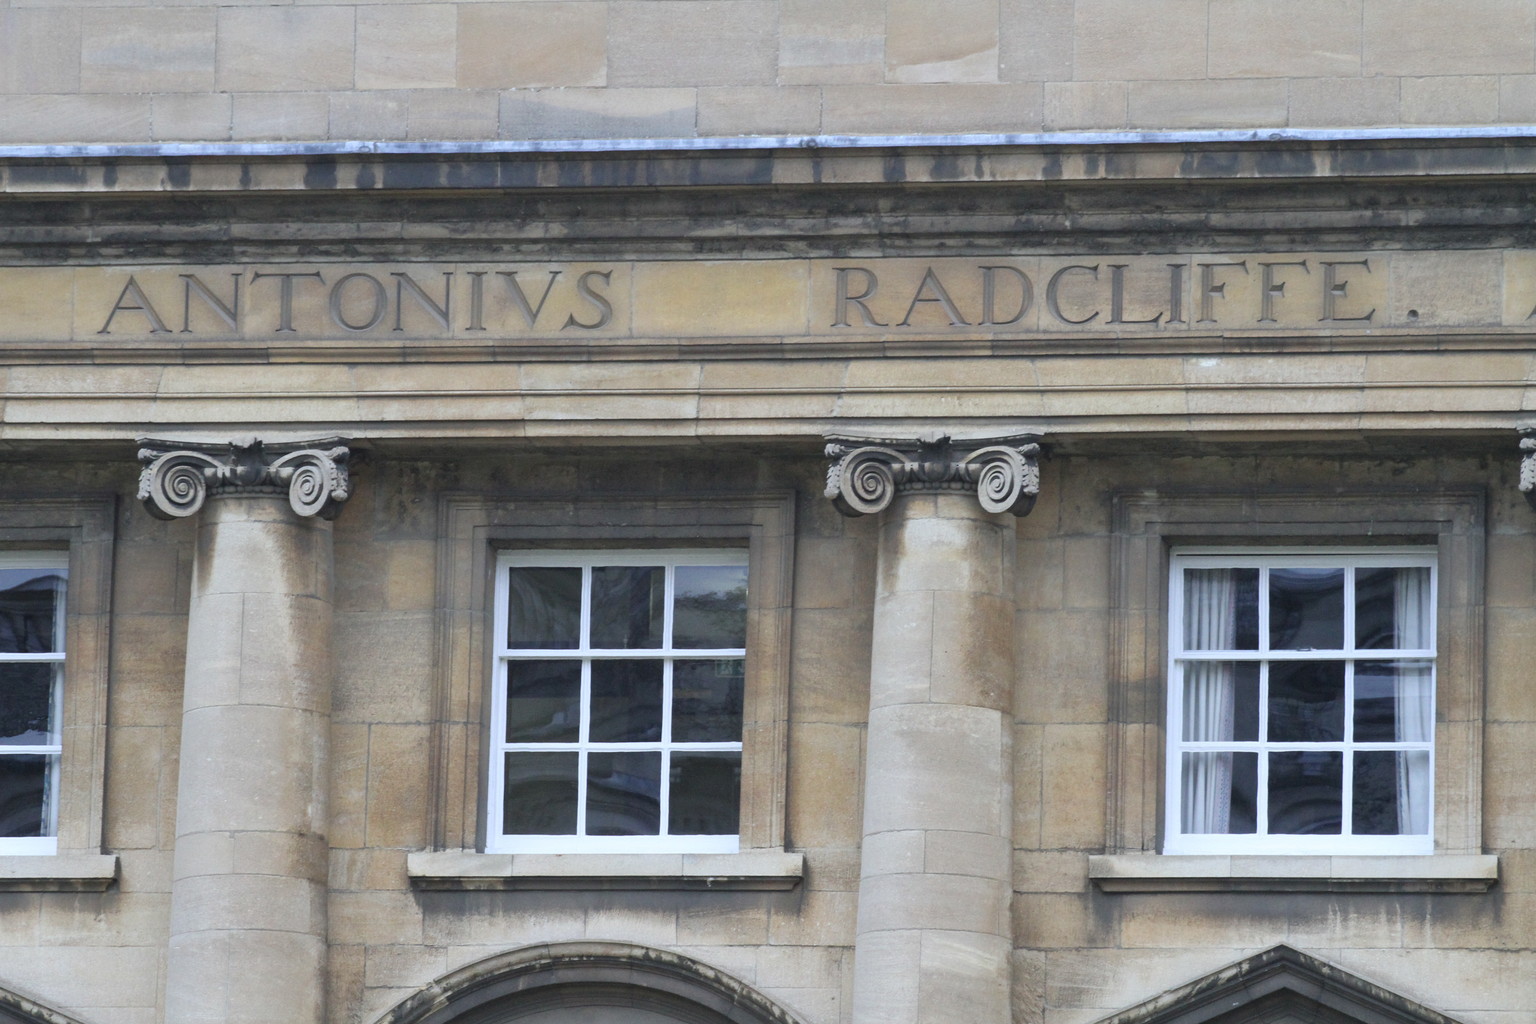 ANTONIVS RADCLIFFE .